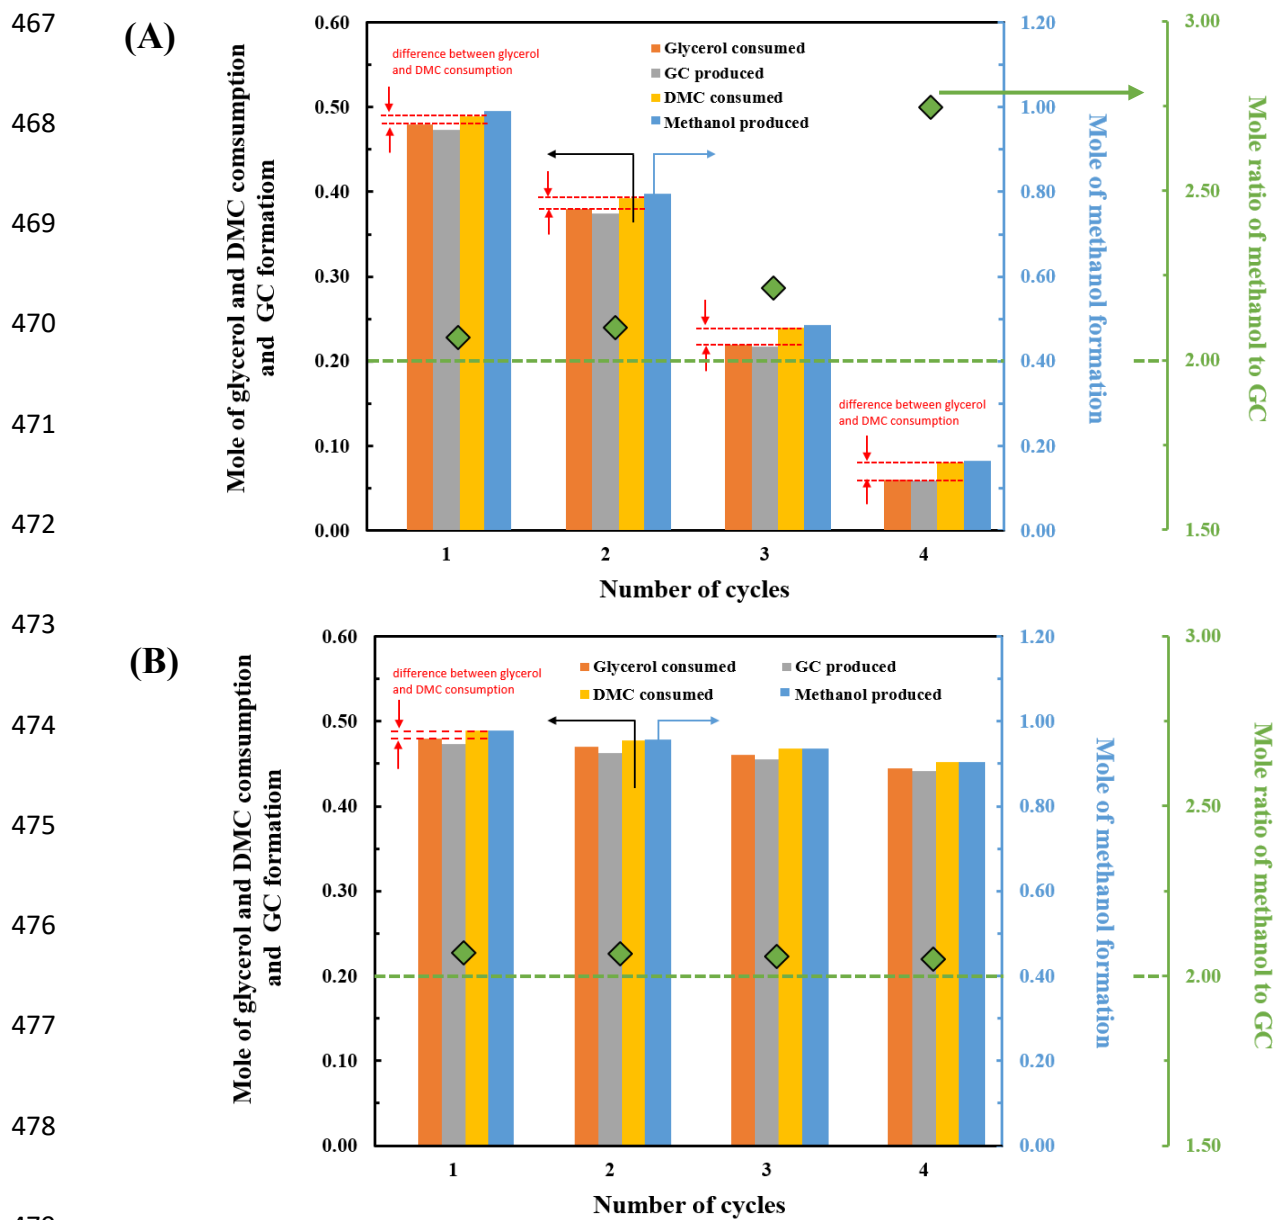 467
468
469
470
471
472
473
474
475
476
477
478
(A)
Mole of glycerol and DMC comsumption
and GC formation
0.60
0.50
0.40
0.30
0.20
0.10
0.00
difference between glycerol
and DMC consumption
Glycerol consumed
GC produced
DMC consumed
Methanol produced
difference between glycerol
and DMC consumption
1.20
1.00
0.80
0.60
0.40
0.20
0.00
Mole of methanol formation
3.00
2.50
2.00
1.50
Mole ratio of methanol to GC
1 2 3 4
Number of cycles
(B)
Mole of glycerol and DMC comsumption
and GC formation
0.60
0.50
0.40
0.30
0.20
0.10
0.00
difference between glycerol
and DMC consumption
Glycerol consumed GC produced
DMC consumed Methanol produced
1.20
1.00
0.80
0.60
0.40
0.20
0.00
Mole of methanol formation
3.00
2.50
2.00
1.50
Mole ratio of methanol to GC
1 2 3 4
Number of cycles